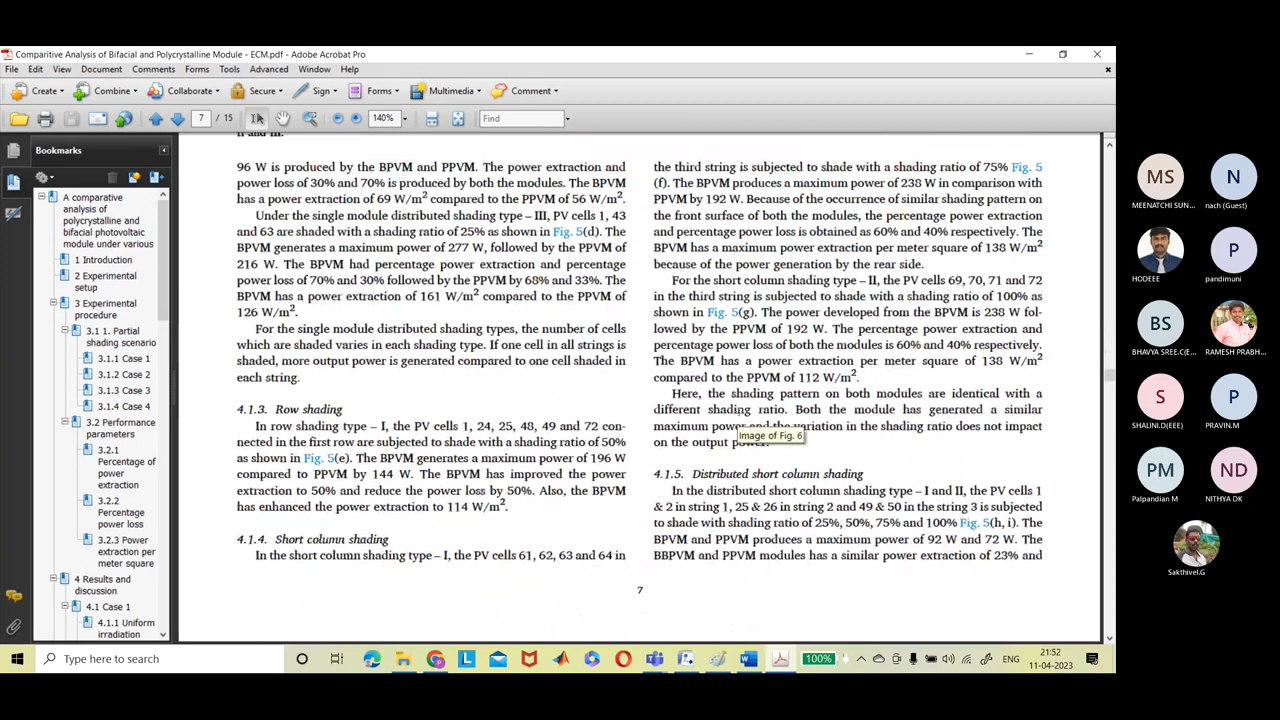 Comparitive Analysis of Bifacial and Polycrystalline Module - ECM.pdf - Adobe Acrobat Pro
File Edit View Document Comments Forms Tools Advanced Window Help
Create Combine Collaborate Secure Sign Forms Multimedia Comment
7 / 15 140% Find
Bookmarks
A comparative
analysis of
polycrystalline and
bifacial photovoltaic
module under various
1 Introduction
2 Experimental
setup
3 Experimental
procedure
3.1 1. Partial
shading scenario
3.1.1 Case 1
3.1.2 Case 2
3.1.3 Case 3
3.1.4 Case 4
3.2 Performance
parameters
3.2.1
Percentage of
power
extraction
3.2.2
Percentage
power loss
3.2.3 Power
extraction per
meter square
4 Results and
discussion
4.1 Case 1
4.1.1 Uniform
irradiation
II and III.
96 W is produced by the BPVM and PPVM. The power extraction and
power loss of 30% and 70% is produced by both the modules. The BPVM
has a power extraction of 69 W/m² compared to the PPVM of 56 W/m².
Under the single module distributed shading type – III, PV cells 1, 43
and 63 are shaded with a shading ratio of 25% as shown in Fig. 5(d). The
BPVM generates a maximum power of 277 W, followed by the PPVM of
216 W. The BPVM had percentage power extraction and percentage
power loss of 70% and 30% followed by the PPVM by 68% and 33%. The
BPVM has a power extraction of 161 W/m² compared to the PPVM of
126 W/m².
For the single module distributed shading types, the number of cells
which are shaded varies in each shading type. If one cell in all strings is
shaded, more output power is generated compared to one cell shaded in
each string.
4.1.3. Row shading
In row shading type – I, the PV cells 1, 24, 25, 48, 49 and 72 con-
nected in the first row are subjected to shade with a shading ratio of 50%
as shown in Fig. 5(e). The BPVM generates a maximum power of 196 W
compared to PPVM by 144 W. The BPVM has improved the power
extraction to 50% and reduce the power loss by 50%. Also, the BPVM
has enhanced the power extraction to 114 W/m².
4.1.4. Short column shading
In the short column shading type – I, the PV cells 61, 62, 63 and 64 in
the third string is subjected to shade with a shading ratio of 75% Fig. 5
(f). The BPVM produces a maximum power of 238 W in comparison with
PPVM by 192 W. Because of the occurrence of similar shading pattern on
the front surface of both the modules, the percentage power extraction
and percentage power loss is obtained as 60% and 40% respectively. The
BPVM has a maximum power extraction per meter square of 138 W/m²
because of the power generation by the rear side.
For the short column shading type – II, the PV cells 69, 70, 71 and 72
in the third string is subjected to shade with a shading ratio of 100% as
shown in Fig. 5(g). The power developed from the BPVM is 238 W fol-
lowed by the PPVM of 192 W. The percentage power extraction and
percentage power loss of both the modules is 60% and 40% respectively.
The BPVM has a power extraction per meter square of 138 W/m²
compared to the PPVM of 112 W/m².
Here, the shading pattern on both modules are identical with a
different shading ratio. Both the module has generated a similar
maximum power and the variation in the shading ratio does not impact
on the output power.
Image of Fig. 6
4.1.5. Distributed short column shading
In the distributed short column shading type – I and II, the PV cells 1
& 2 in string 1, 25 & 26 in string 2 and 49 & 50 in the string 3 is subjected
to shade with shading ratio of 25%, 50%, 75% and 100% Fig. 5(h, i). The
BPVM and PPVM produces a maximum power of 92 W and 72 W. The
BBPVM and PPVM modules has a similar power extraction of 23% and
7
Type here to search
100%
ENG
21:52
11-04-2023
MS
MEENATCHI SUN...
N
nach (Guest)
HODEEE
P
pandimuni
BS
BHAVYA SREE.C(E...
RAMESH PRABH...
S
SHALINI.D(EEE)
P
PRAVIN.M
PM
Palpandian M
ND
NITHYA DK
Sakthivel.G